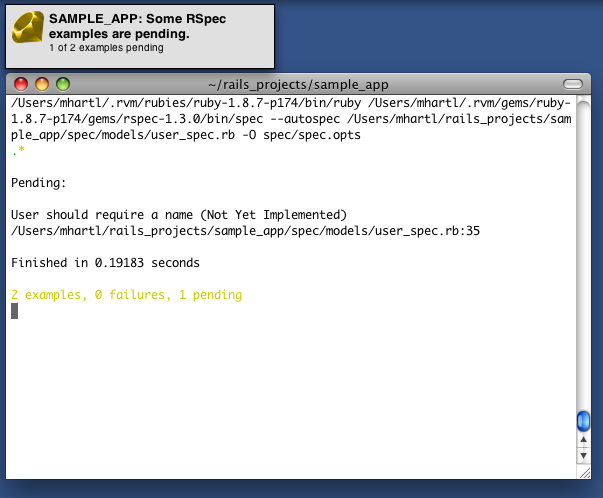 SAMPLE_APP: Some RSpec
examples are pending.
1 of 2 examples pending
~/rails_projects/sample_app
/Users/mhartl/.rvm/rubies/ruby-1.8.7-p174/bin/ruby /Users/mhartl/.rvm/gems/ruby-
1.8.7-p174/gems/rspec-1.3.0/bin/spec --autospec /Users/mhartl/rails_projects/sam
ple_app/spec/models/user_spec.rb -O spec/spec.opts
.*
Pending:
User should require a name (Not Yet Implemented)
/Users/mhartl/rails_projects/sample_app/spec/models/user_spec.rb:35
Finished in 0.19183 seconds
2 examples, 0 failures, 1 pending